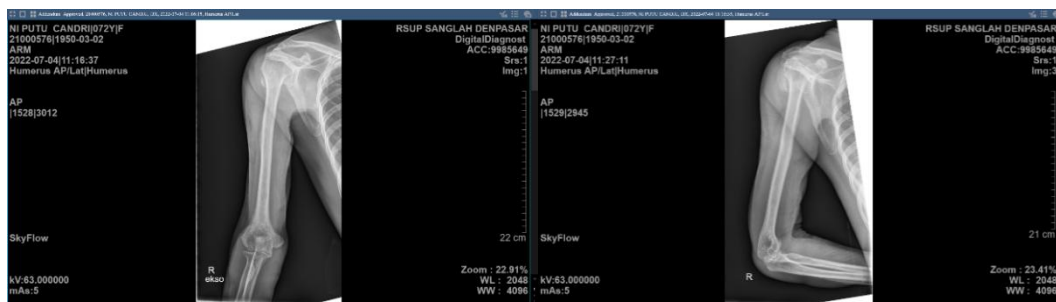 NI PUTU CANDRI|072Y|F
21000576|1950-03-02
ARM
2022-07-04|11:16:37
Humerus AP/Lat|Humerus
AP
|1528|3012
SkyFlow
kV:63.000000
mAs:5
RSUP SANGLAH DENPASAR
DigitalDiagnost
ACC:9985649
Srs:1
Img:1
22 cm
Zoom : 22.91%
WL : 2048
WW : 4096
R
ekso
NI PUTU CANDRI|072Y|F
21000576|1950-03-02
ARM
2022-07-04|11:27:11
Humerus AP/Lat|Humerus
AP
|1529|2945
SkyFlow
kV:63.000000
mAs:5
RSUP SANGLAH DENPASAR
DigitalDiagnost
ACC:9985649
Srs:1
Img:3
21 cm
Zoom : 23.41%
WL : 2048
WW : 4096
R